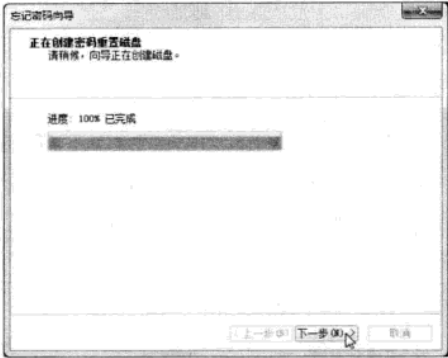 忘记密码向导
正在创建密码重置磁盘
请稍候，向导正在创建磁盘。
进度: 100% 已完成
< 上一步(B)
下一步(N) >
取消